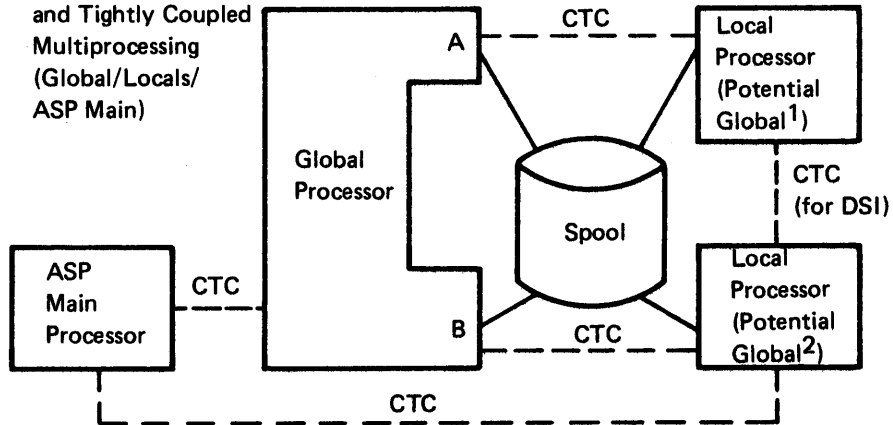 and Tightly Coupled
Multiprocessing
(Global/Locals/
ASP Main)
A
CTC
Local
Processor
(Potential
Global1)
Global
Processor
CTC
(for DSI)
Spool
ASP
Main
Processor
CTC
B
CTC
Local
Processor
(Potential
Global2)
CTC